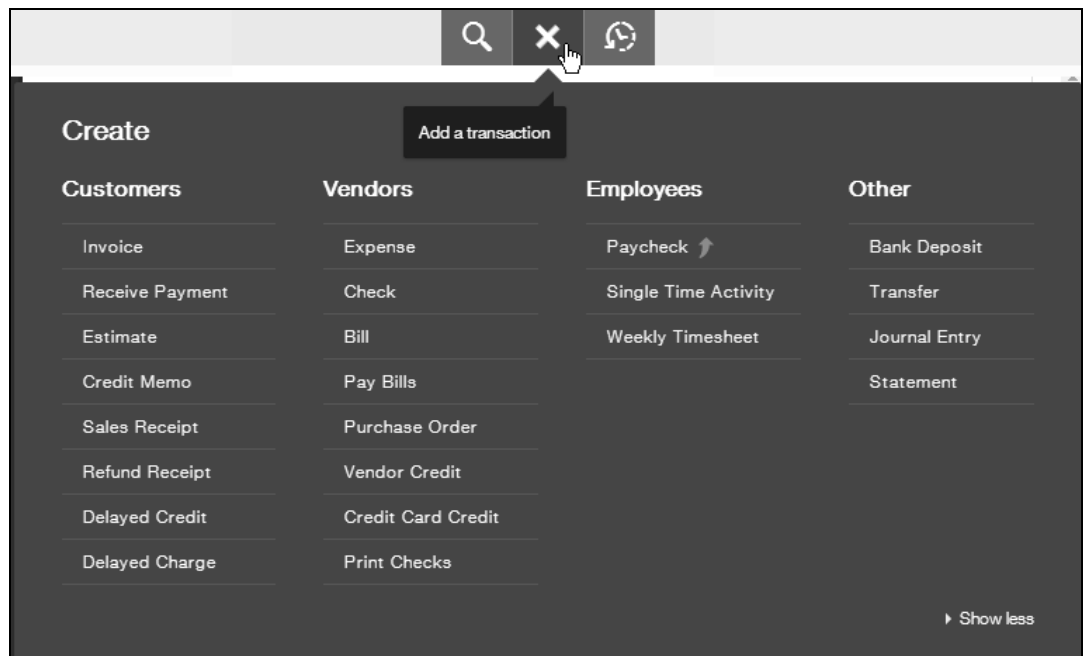 Add a transaction
Create
Customers
Invoice
Receive Payment
Estimate
Credit Memo
Sales Receipt
Refund Receipt
Delayed Credit
Delayed Charge
Vendors
Expense
Check
Bill
Pay Bills
Purchase Order
Vendor Credit
Credit Card Credit
Print Checks
Employees
Paycheck
Single Time Activity
Weekly Timesheet
Other
Bank Deposit
Transfer
Journal Entry
Statement
Show less